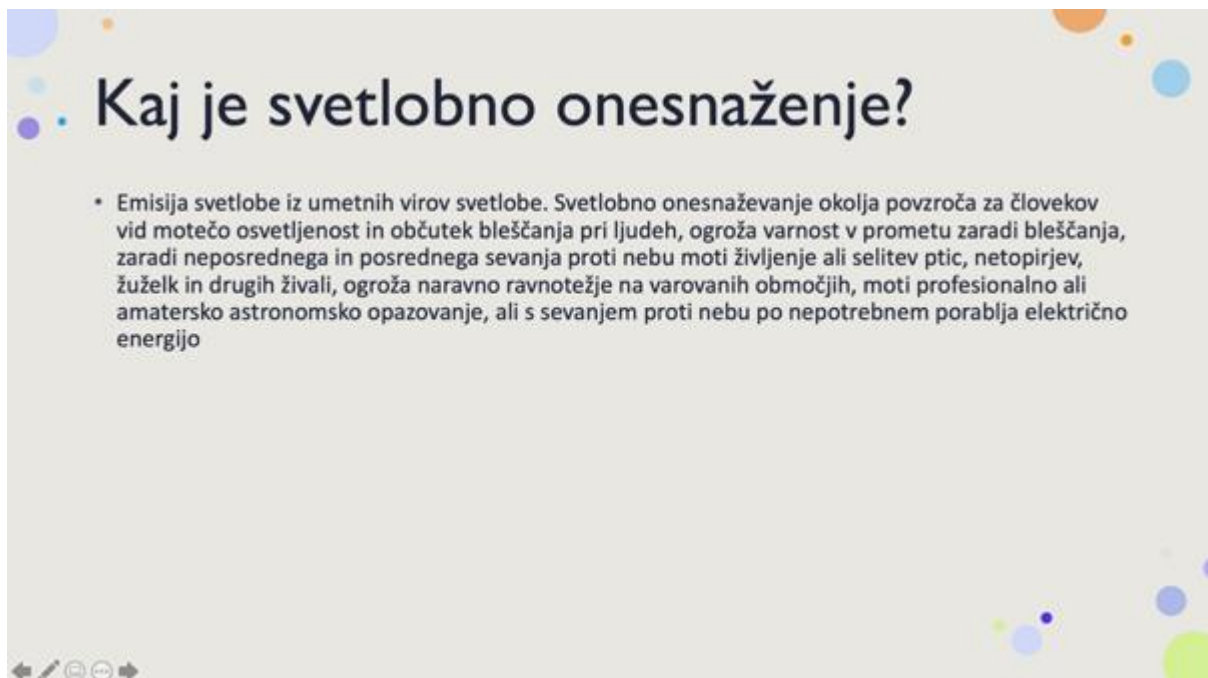 Kaj je svetlobno onesnaženje?
• Emisija svetlobe iz umetnih virov svetlobe. Svetlobno onesnaževanje okolja povzroča za človekov
vid motečo osvetljenost in občutek bleščanja pri ljudeh, ogroža varnost v prometu zaradi bleščanja,
zaradi neposrednega in posrednega sevanja proti nebu moti življenje ali selitev ptic, netopirjev,
žuželk in drugih živali, ogroža naravno ravnotežje na varovanih območjih, moti profesionalno ali
amatersko astronomsko opazovanje, ali s sevanjem proti nebu po nepotrebnem porablja električno
energijo